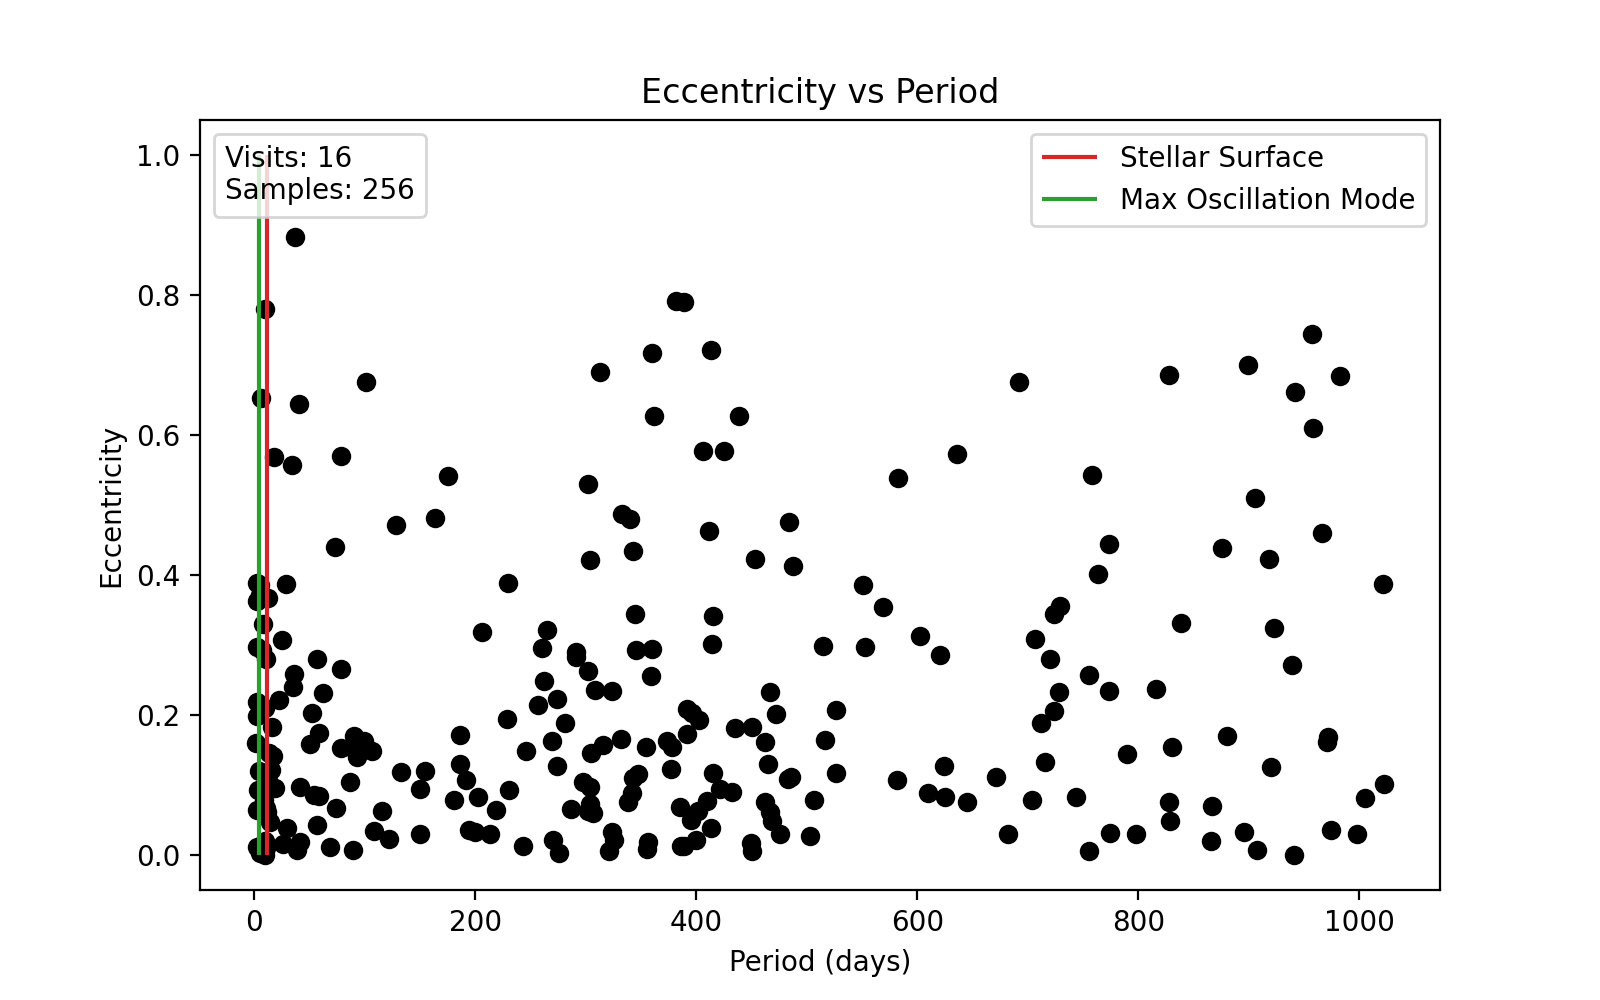 Eccentricity vs Period
Visits: 16
Samples: 256
Stellar Surface
Max Oscillation Mode
Eccentricity
1.0
0.8
0.6
0.4
0.2
0.0
0
200
400
600
800
1000
Period (days)